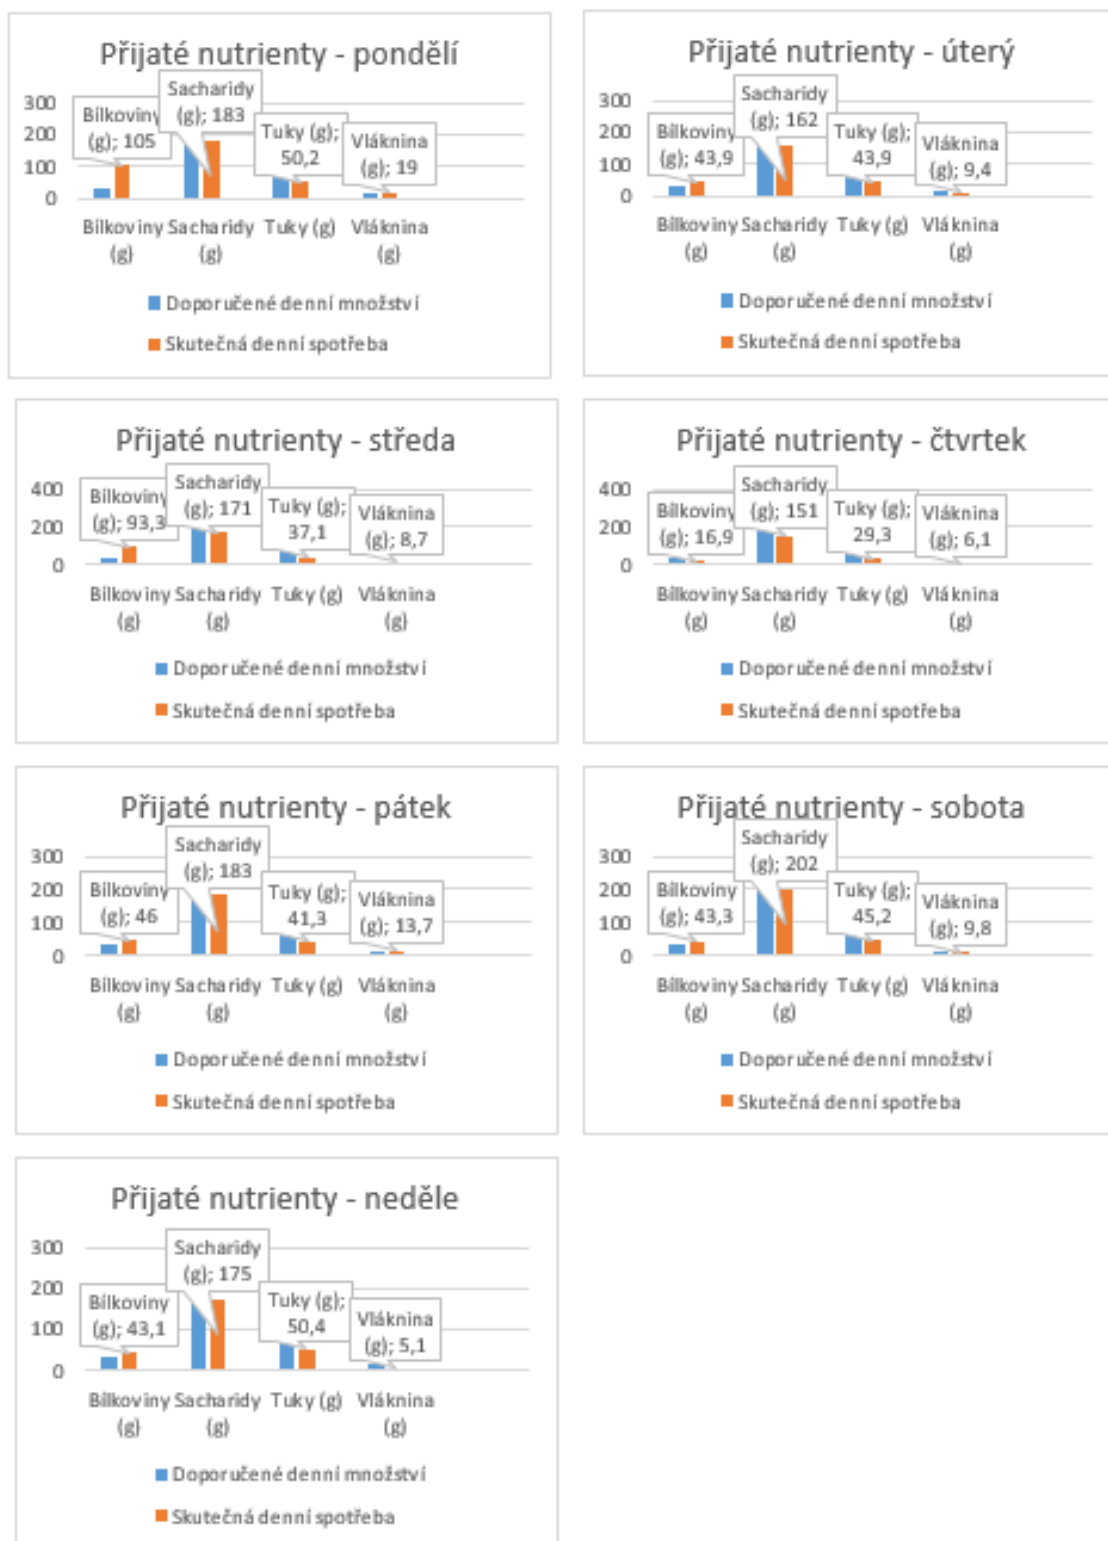 Přijaté nutrienty - pondělí
300
200
100
0
Bílkoviny
(g); 105
Sacharidy
(g); 183
Tuky (g);
50,2
Vláknina
(g); 19
Bílkoviny Sacharidy Tuky (g) Vláknina
(g) (g) (g)
Doporučené denní množství
Skutečná denní spotřeba
Přijaté nutrienty - úterý
300
200
100
0
Bílkoviny
(g); 43,9
Sacharidy
(g); 162
Tuky (g);
43,9
Vláknina
(g); 9,4
Bílkoviny Sacharidy Tuky (g) Vláknina
(g) (g) (g)
Doporučené denní množství
Skutečná denní spotřeba
Přijaté nutrienty - středa
400
200
0
Bílkoviny
(g); 93,3
Sacharidy
(g); 171
Tuky (g);
37,1
Vláknina
(g); 8,7
Bílkoviny Sacharidy Tuky (g) Vláknina
(g) (g) (g)
Doporučené denní množství
Skutečná denní spotřeba
Přijaté nutrienty - čtvrtek
400
200
0
Bílkoviny
(g); 16,9
Sacharidy
(g); 151
Tuky (g);
29,3
Vláknina
(g); 6,1
Bílkoviny Sacharidy Tuky (g) Vláknina
(g) (g) (g)
Doporučené denní množství
Skutečná denní spotřeba
Přijaté nutrienty - pátek
300
200
100
0
Bílkoviny
(g); 46
Sacharidy
(g); 183
Tuky (g);
41,3
Vláknina
(g); 13,7
Bílkoviny Sacharidy Tuky (g) Vláknina
(g) (g) (g)
Doporučené denní množství
Skutečná denní spotřeba
Přijaté nutrienty - sobota
300
200
100
0
Bílkoviny
(g); 43,3
Sacharidy
(g); 202
Tuky (g);
45,2
Vláknina
(g); 9,8
Bílkoviny Sacharidy Tuky (g) Vláknina
(g) (g) (g)
Doporučené denní množství
Skutečná denní spotřeba
Přijaté nutrienty - neděle
300
200
100
0
Bílkoviny
(g); 43,1
Sacharidy
(g); 175
Tuky (g);
50,4
Vláknina
(g); 5,1
Bílkoviny Sacharidy Tuky (g) Vláknina
(g) (g) (g)
Doporučené denní množství
Skutečná denní spotřeba